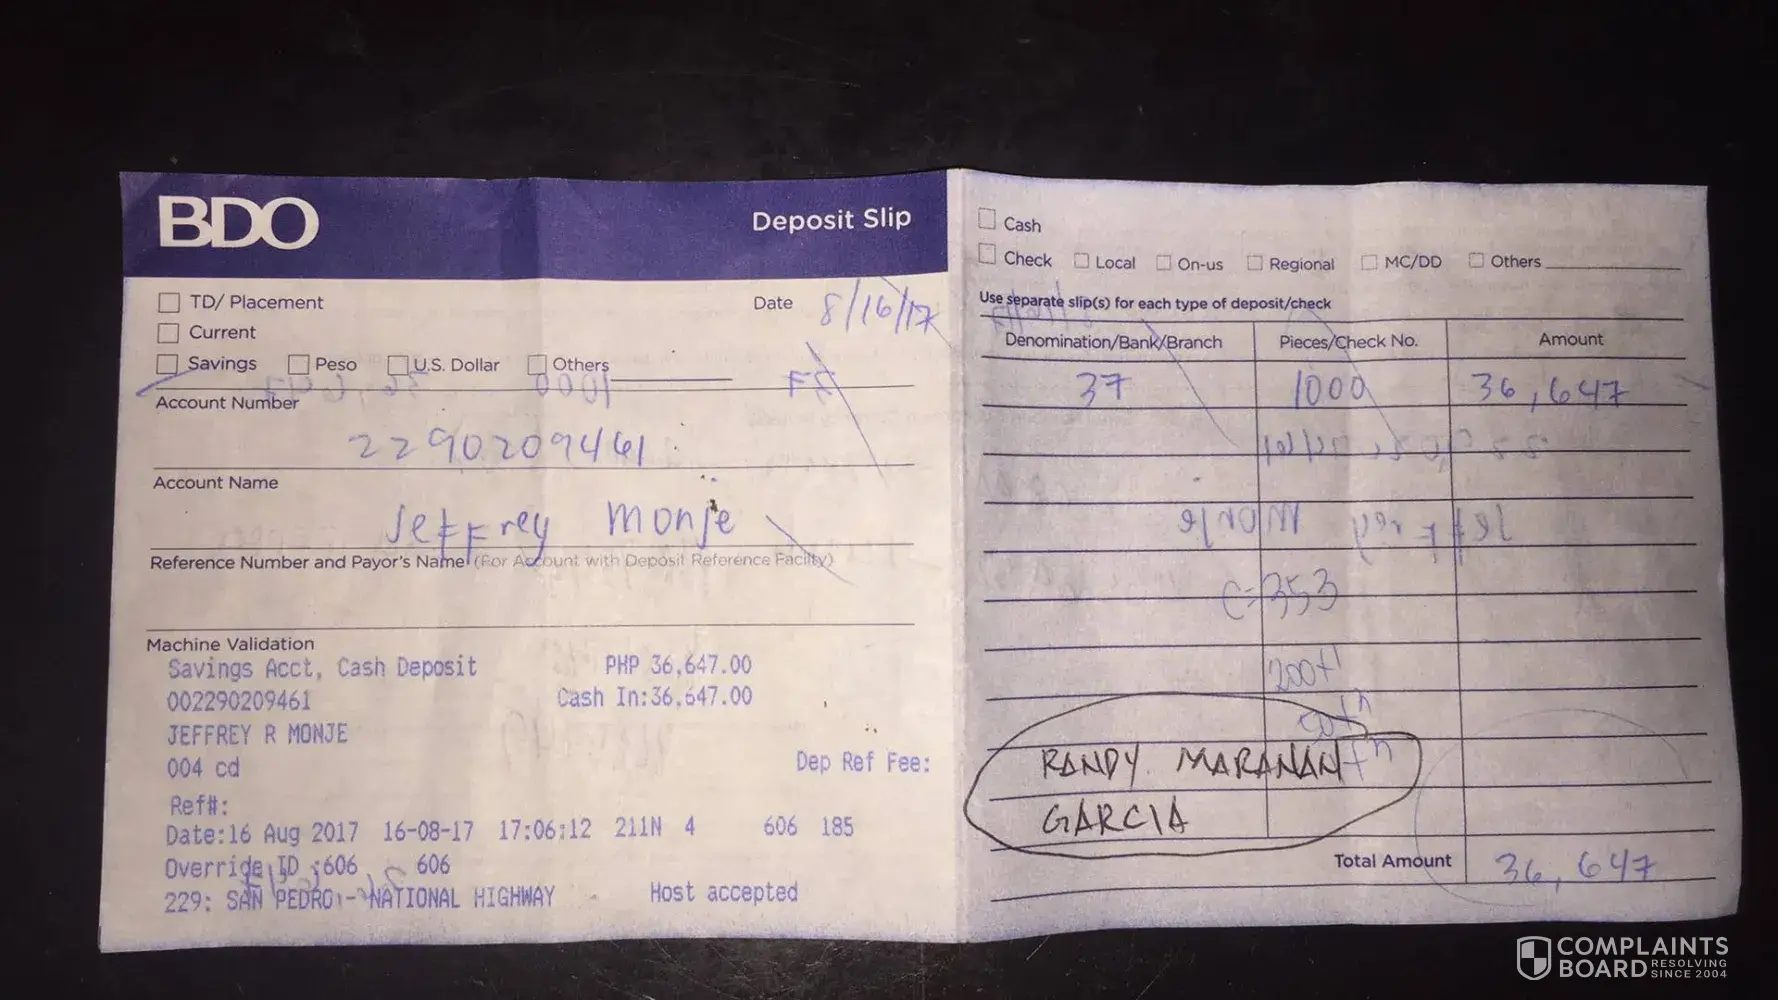 BDO
Deposit Slip
TD/ Placement
Date 8/16/17
Current
Savings Peso U.S. Dollar Others
Account Number
2290209461
Account Name
Jeffrey Monje
Reference Number and Payor's Name (For Account with Deposit Reference Facilty)
Machine Validation
Savings Acct, Cash Deposit PHP 36,647.00
002290209461 Cash In:36,647.00
JEFFREY R MONJE
004 cd Dep Ref Fee:
Ref#:
Date:16 Aug 2017 16-08-17 17:06:12 211N 4 606 185
Override ID :606 606
229: SAN PEDRO - NATIONAL HIGHWAY Host accepted
Cash
Check Local On-us Regional MC/DD Others
Use separate slip(s) for each type of deposit/check
Denomination/Bank/Branch Pieces/Check No. Amount
37 1000 36,647
C=353
200+1
RANDY MARANAN
GARCIA
Total Amount 36,647
COMPLAINTS
BOARD RESOLVING
SINCE 2004